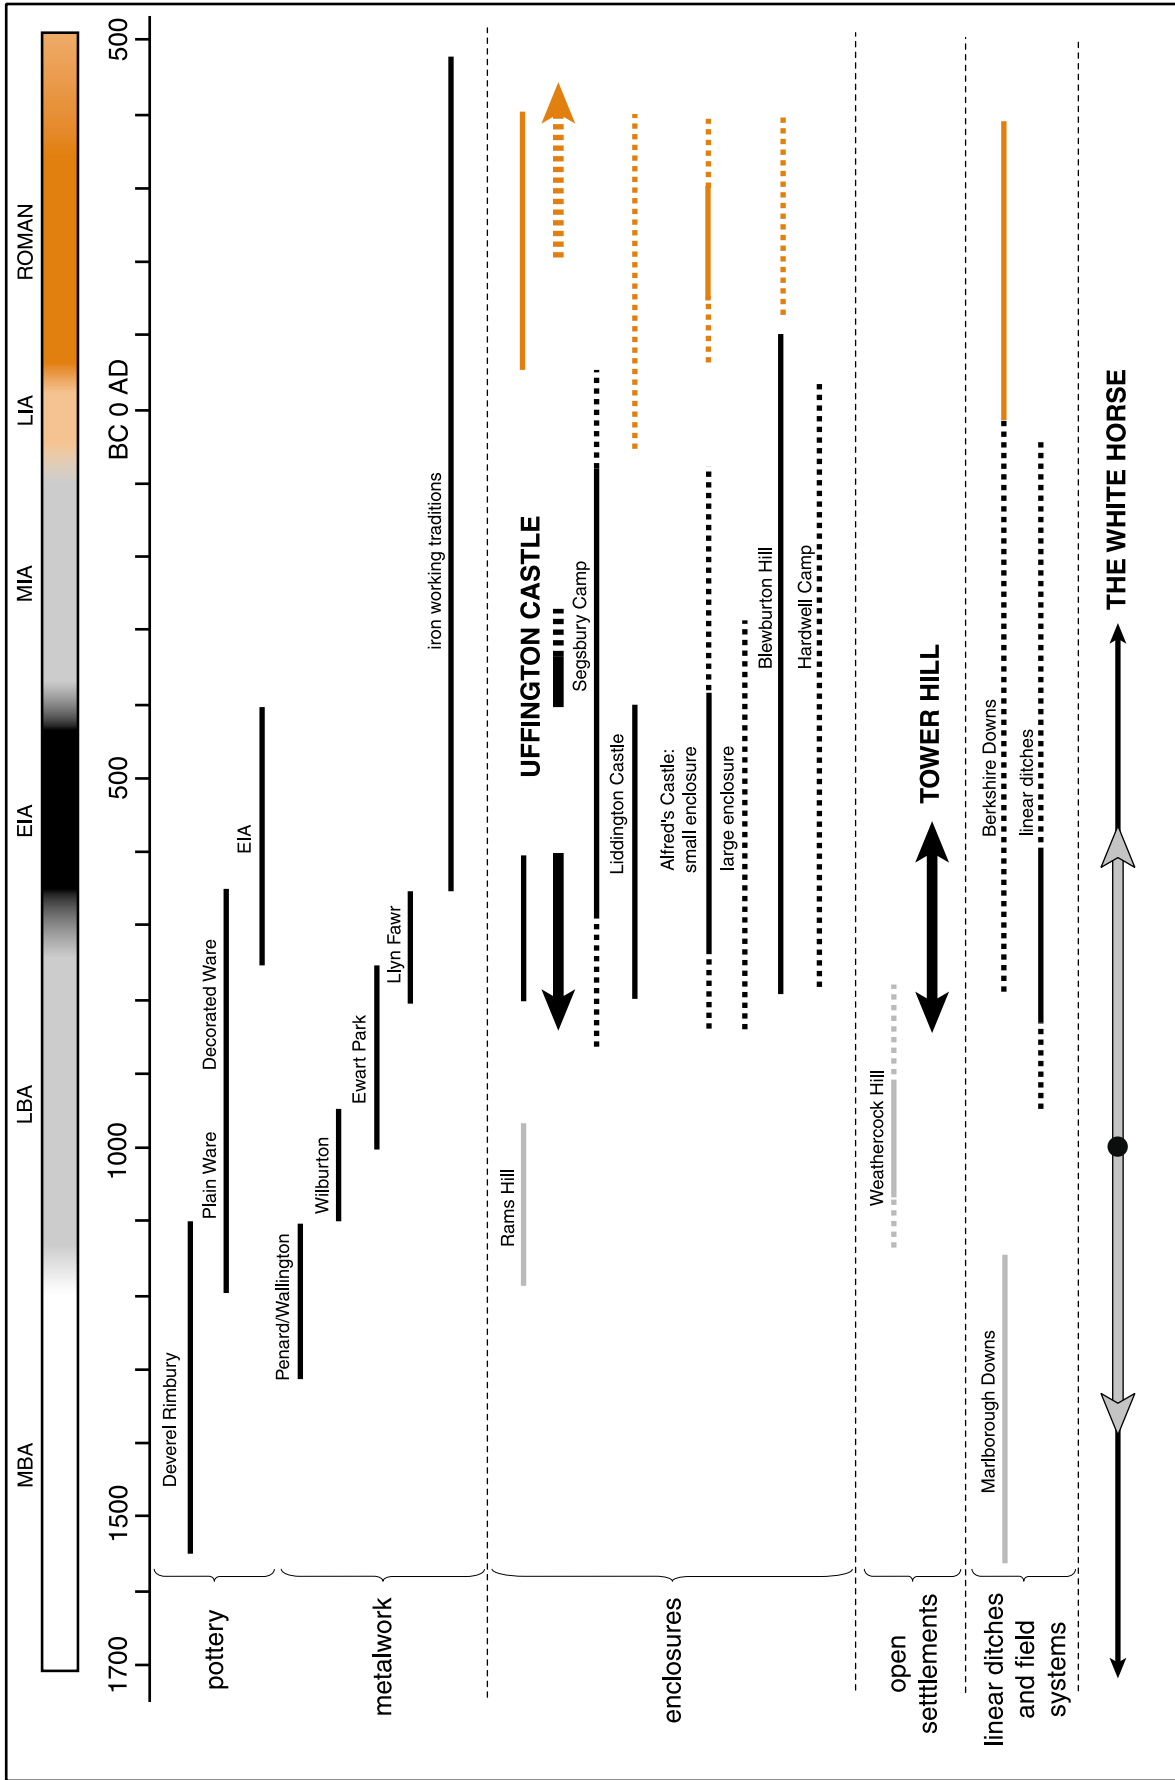 MBA
LBA
EIA
MIA
LIA
ROMAN
1700
1500
1000
500
BC 0 AD
500
pottery
Deverel Rimbury
Plain Ware
Decorated Ware
EIA
metalwork
Penard/Wallington
Wilburton
Ewart Park
Llyn Fawr
iron working traditions
enclosures
Rams Hill
UFFINGTON CASTLE
Segsbury Camp
Liddington Castle
Alfred's Castle:
small enclosure
large enclosure
Blewburton Hill
Hardwell Camp
open
setttlements
Weathercock Hill
TOWER HILL
linear ditches
and field
systems
Marlborough Downs
Berkshire Downs
linear ditches
THE WHITE HORSE